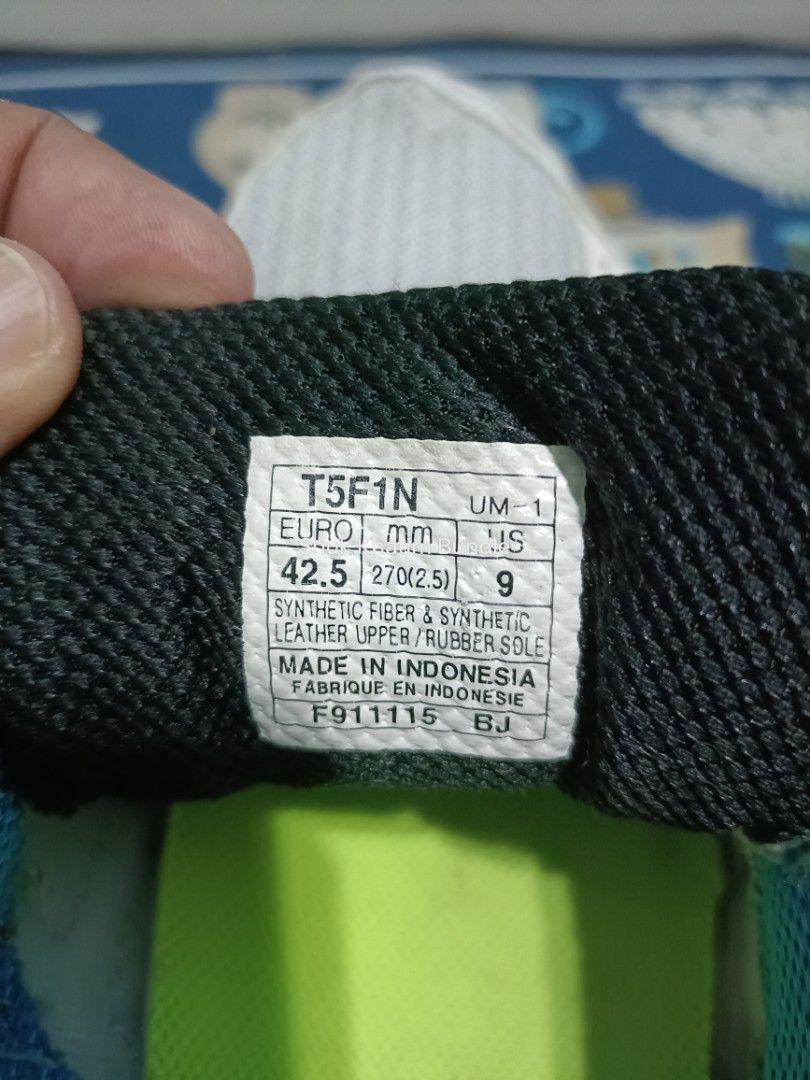 T5F1N UM-1
EURO mm US
42.5 270(2.5) 9
SYNTHETIC FIBER & SYNTHETIC
LEATHER UPPER / RUBBER SOLE
MADE IN INDONESIA
FABRIQUE EN INDONESIE
F911115 BJ